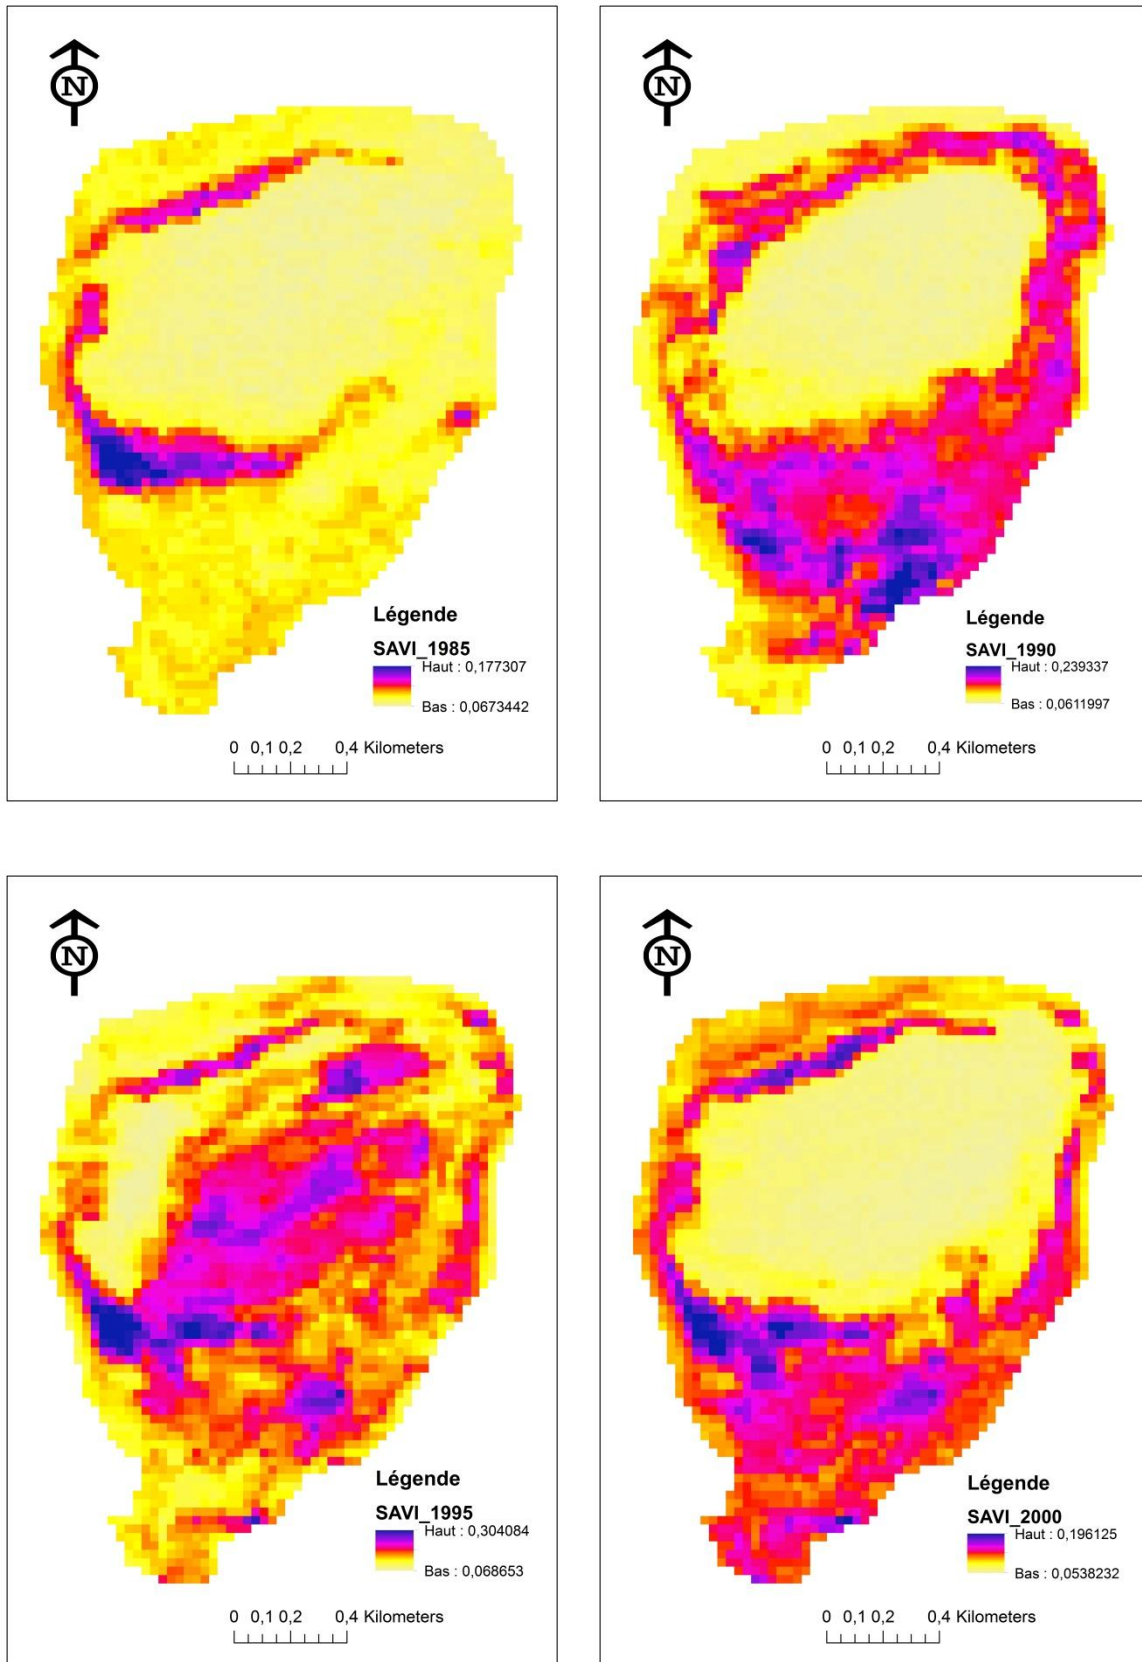 N
Légende
SAVI_1985
Haut : 0,177307
Bas : 0,0673442
0 0,1 0,2 0,4 Kilometers
N
Légende
SAVI_1990
Haut : 0,239337
Bas : 0,0611997
0 0,1 0,2 0,4 Kilometers
N
Légende
SAVI_1995
Haut : 0,304084
Bas : 0,068653
0 0,1 0,2 0,4 Kilometers
N
Légende
SAVI_2000
Haut : 0,196125
Bas : 0,0538232
0 0,1 0,2 0,4 Kilometers